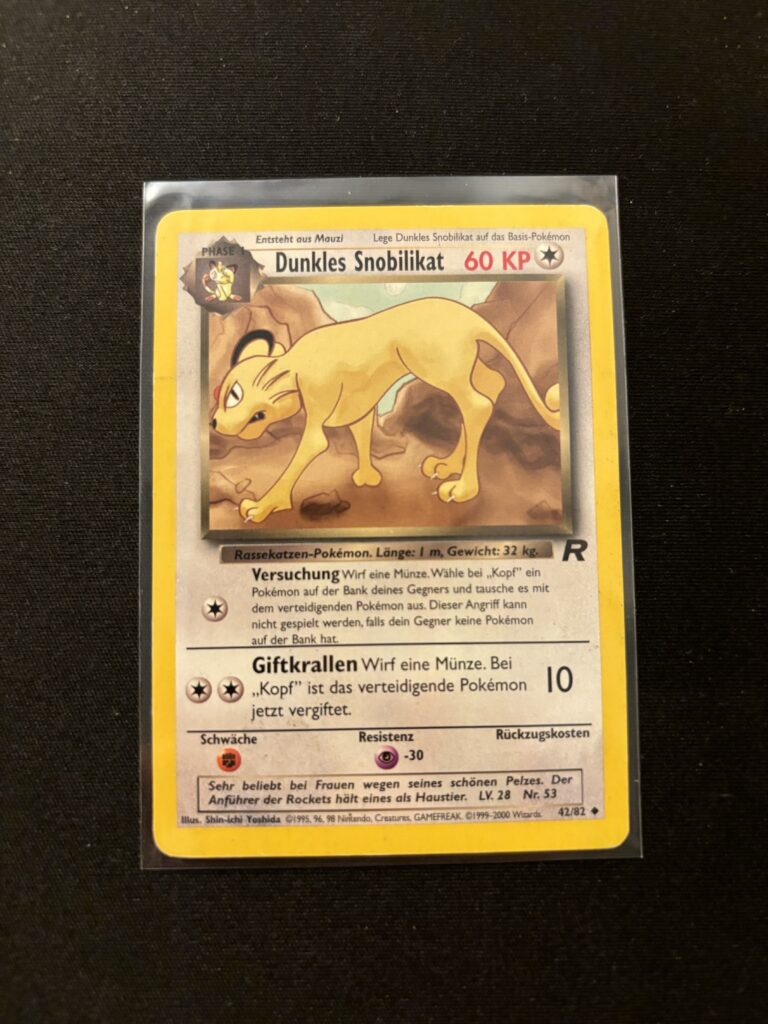 Entsteht aus Mauzi Lege Dunkles Snobilikat auf das Basis-Pokémon
PHASE 1
Dunkles Snobilikat 60 KP
Rassekatzen-Pokémon. Länge: 1 m, Gewicht: 32 kg.
R
Versuchung Wirf eine Münze. Wähle bei „Kopf” ein
Pokémon auf der Bank deines Gegners und tausche es mit
dem verteidigenden Pokémon aus. Dieser Angriff kann
nicht gespielt werden, falls dein Gegner keine Pokémon
auf der Bank hat.
Giftkrallen Wirf eine Münze. Bei
„Kopf” ist das verteidigende Pokémon 10
jetzt vergiftet.
Schwäche Resistenz Rückzugskosten
-30
Sehr beliebt bei Frauen wegen seines schönen Pelzes. Der
Anführer der Rockets hält eines als Haustier. LV. 28 Nr. 53
Illus. Shin-ichi Yoshida ©1995, 96, 98 Nintendo, Creatures, GAMEFREAK. ©1999-2000 Wizards. 42/82